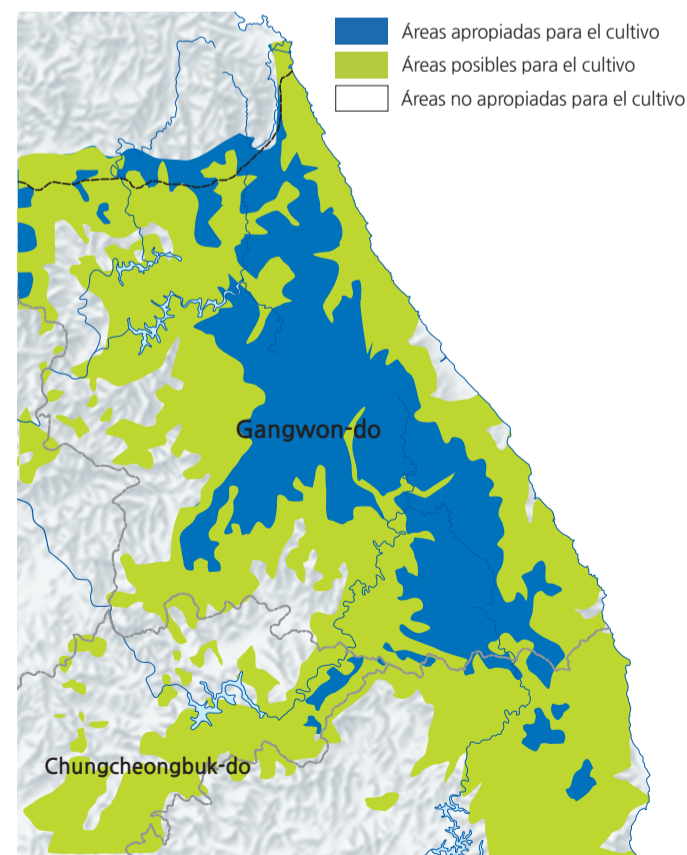 Áreas apropiadas para el cultivo
Áreas posibles para el cultivo
Áreas no apropiadas para el cultivo
Gangwon-do
Chungcheongbuk-do